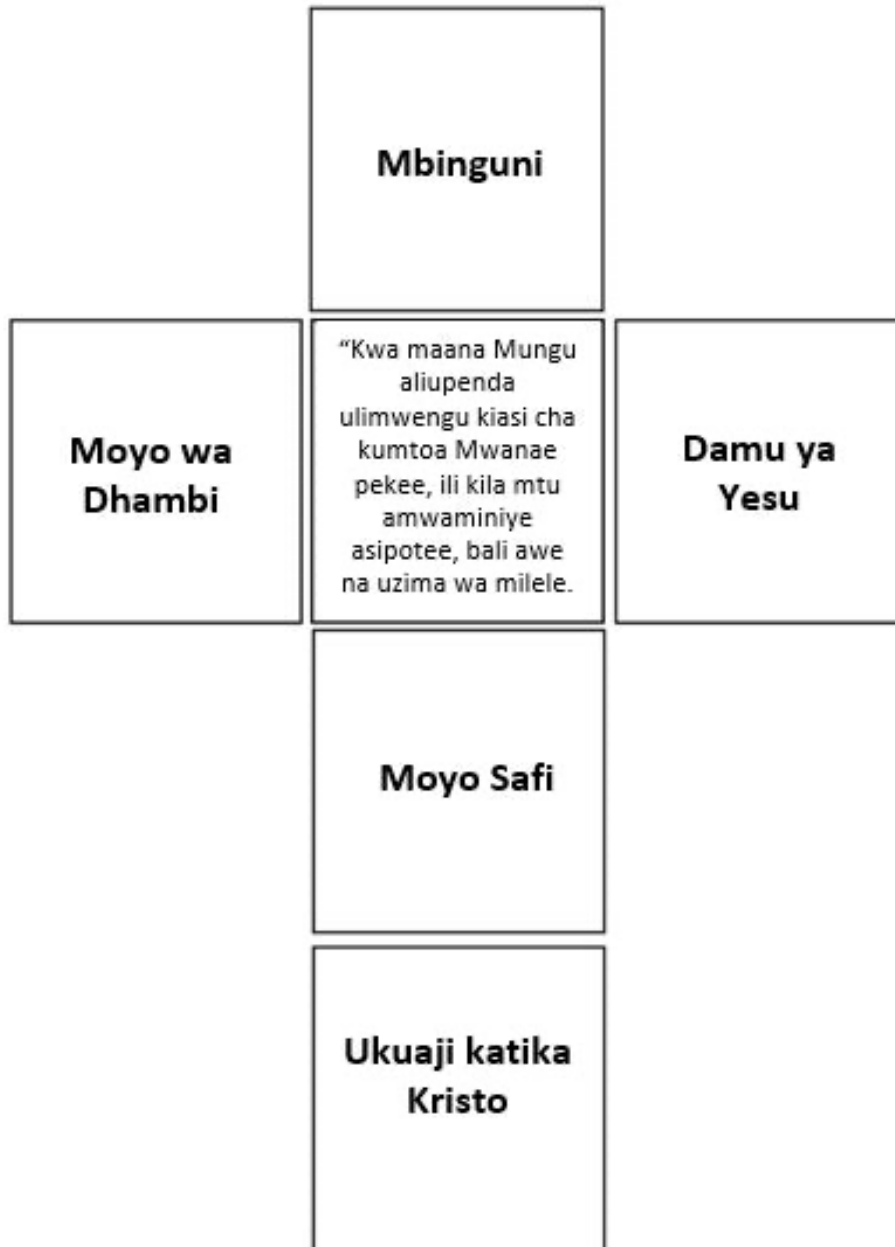 Mbinguni
Moyo wa
Dhambi
“Kwa maana Mungu
aliupenda
ulimwengu kiasi cha
kumtoa Mwanae
pekee, ili kila mtu
amwaminiye
asipotee, bali awe
na uzima wa milele.
Damu ya
Yesu
Moyo Safi
Ukuaji katika
Kristo